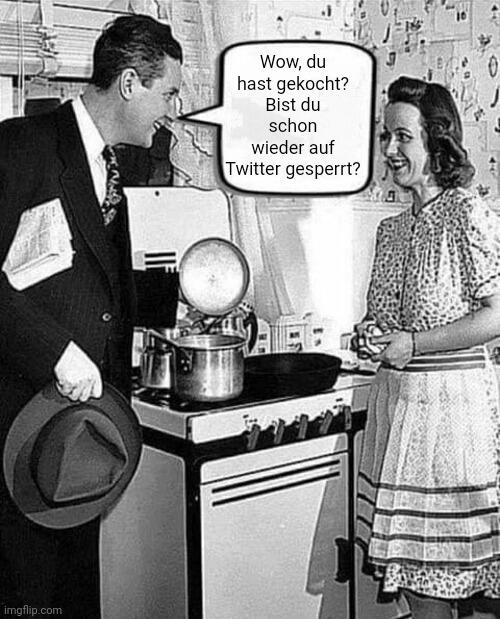 Wow, du
hast gekocht?
Bist du
schon
wieder auf
Twitter gesperrt?
imgflip.com